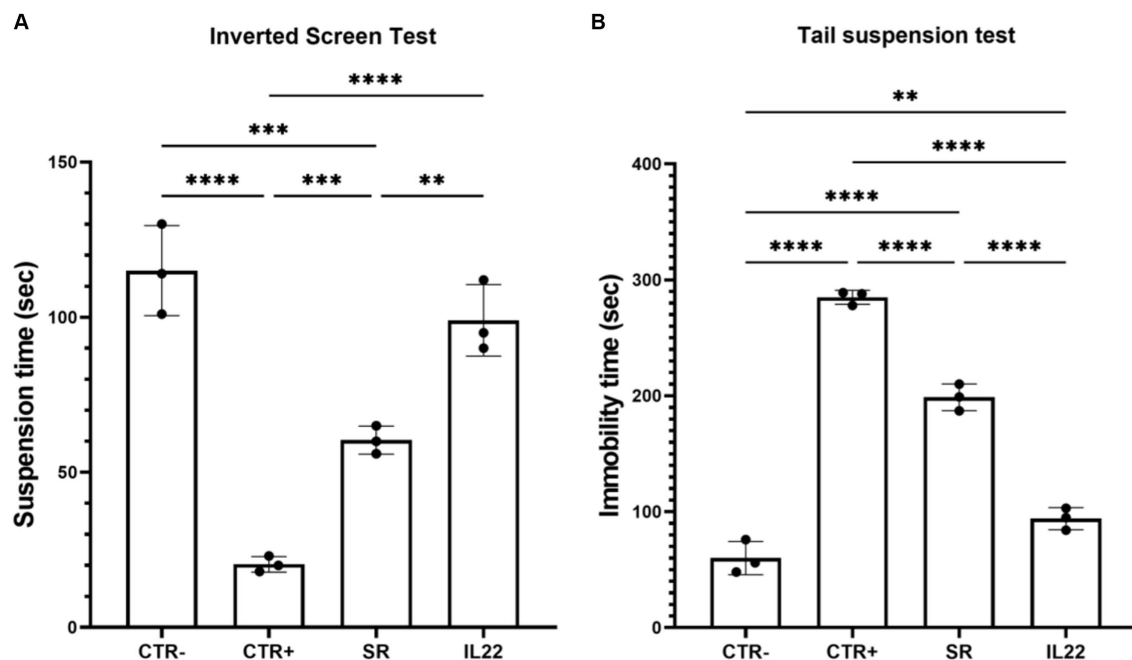 A
Inverted Screen Test
****
***
**** *** **
Suspension time (sec)
150
100
50
0
CTR- CTR+ SR IL22
B
Tail suspension test
**
****
****
**** **** ****
Immobility time (sec)
400
300
200
100
0
CTR- CTR+ SR IL22